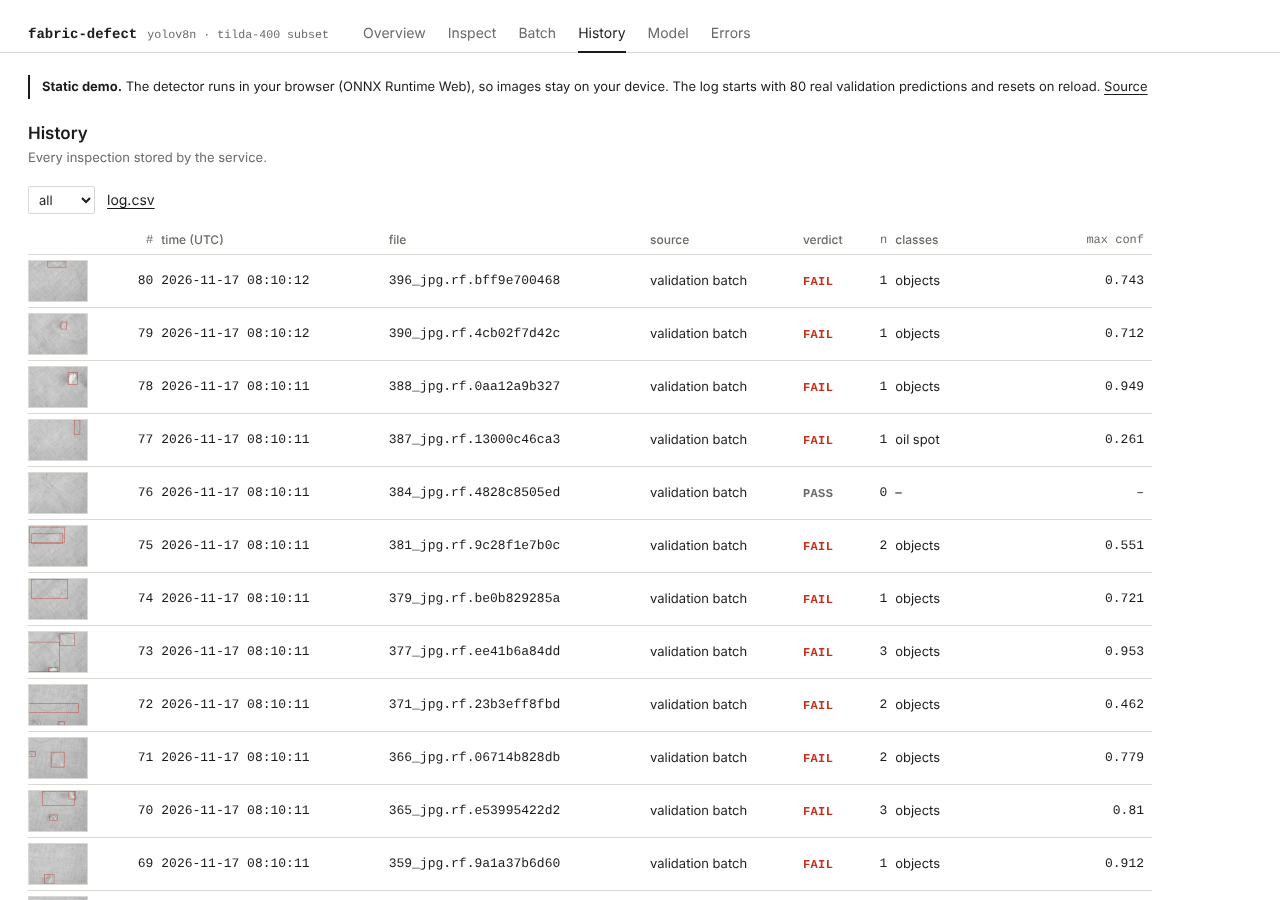 fabric-defect yolov8n · tilda-400 subset Overview Inspect Batch History Model Errors
Static demo. The detector runs in your browser (ONNX Runtime Web), so images stay on your device. The log starts with 80 real validation predictions and resets on reload. Source
History
Every inspection stored by the service.
all log.csv
# time (UTC) file source verdict n classes max conf
80 2026-11-17 08:10:12 396_jpg.rf.bff9e700468 validation batch FAIL 1 objects 0.743
79 2026-11-17 08:10:12 390_jpg.rf.4cb02f7d42c validation batch FAIL 1 objects 0.712
78 2026-11-17 08:10:11 388_jpg.rf.0aa12a9b327 validation batch FAIL 1 objects 0.949
77 2026-11-17 08:10:11 387_jpg.rf.13000c46ca3 validation batch FAIL 1 oil spot 0.261
76 2026-11-17 08:10:11 384_jpg.rf.4828c8505ed validation batch PASS 0 – –
75 2026-11-17 08:10:11 381_jpg.rf.9c28f1e7b0c validation batch FAIL 2 objects 0.551
74 2026-11-17 08:10:11 379_jpg.rf.be0b829285a validation batch FAIL 1 objects 0.721
73 2026-11-17 08:10:11 377_jpg.rf.ee41b6a84dd validation batch FAIL 3 objects 0.953
72 2026-11-17 08:10:11 371_jpg.rf.23b3eff8fbd validation batch FAIL 2 objects 0.462
71 2026-11-17 08:10:11 366_jpg.rf.06714b828db validation batch FAIL 2 objects 0.779
70 2026-11-17 08:10:11 365_jpg.rf.e53995422d2 validation batch FAIL 3 objects 0.81
69 2026-11-17 08:10:11 359_jpg.rf.9a1a37b6d60 validation batch FAIL 1 objects 0.912